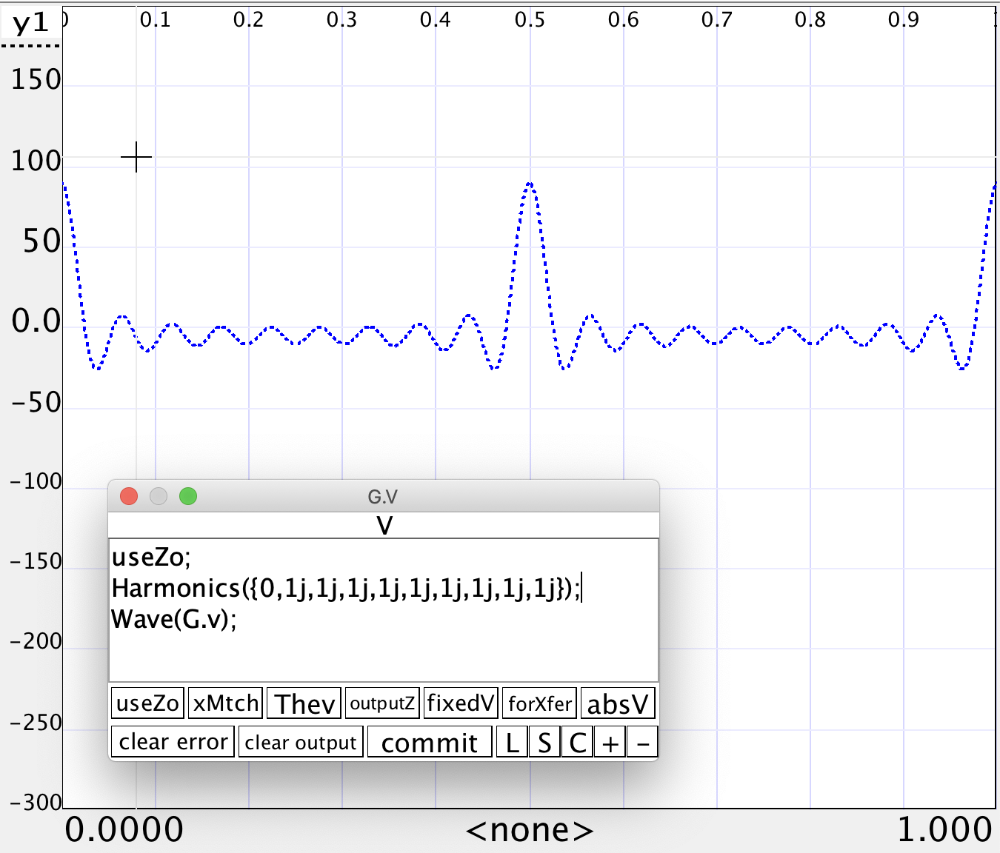 y1
0 0.1 0.2 0.3 0.4 0.5 0.6 0.7 0.8 0.9
150
100
50
0.0
-50
-100
-150
-200
-250
-300
0.0000 <none> 1.000
G.V
V
useZo;
Harmonics({0,1j,1j,1j,1j,1j,1j,1j,1j,1j});
Wave(G.v);
useZo xMtch Thev outputZ fixedV forXfer absV
clear error clear output commit L S C + -